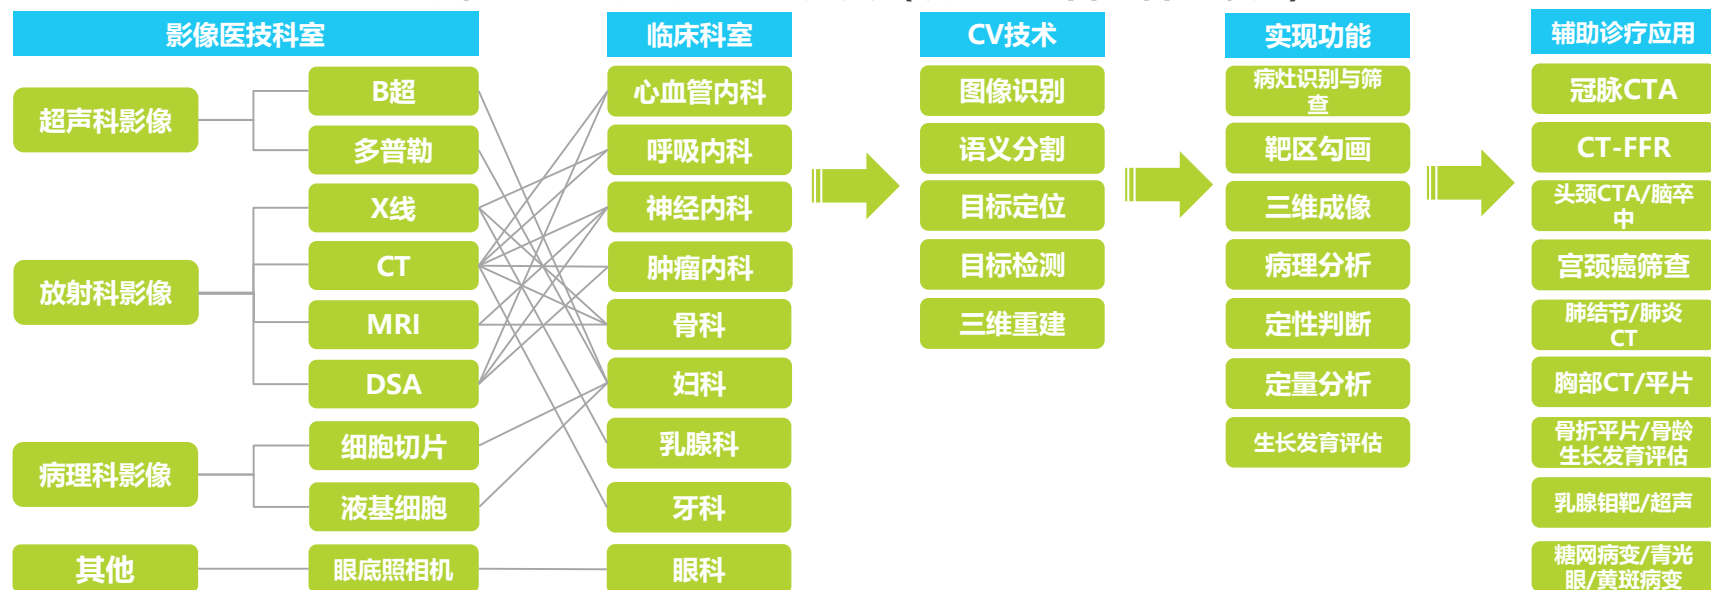 影像医技科室
临床科室
CV技术
实现功能
辅助诊疗应用
超声科影像
B超
多普勒
放射科影像
X线
CT
MRI
DSA
病理科影像
细胞切片
液基细胞
其他
眼底照相机
心血管内科
呼吸内科
神经内科
肿瘤内科
骨科
妇科
乳腺科
牙科
眼科
图像识别
语义分割
目标定位
目标检测
三维重建
病灶识别与筛
查
靶区勾画
三维成像
病理分析
定性判断
定量分析
生长发育评估
冠脉CTA
CT-FFR
头颈CTA/脑卒
中
宫颈癌筛查
肺结节/肺炎
CT
胸部CT/平片
骨折平片/骨龄
生长发育评估
乳腺钼靶/超声
糖网病变/青光
眼/黄斑病变